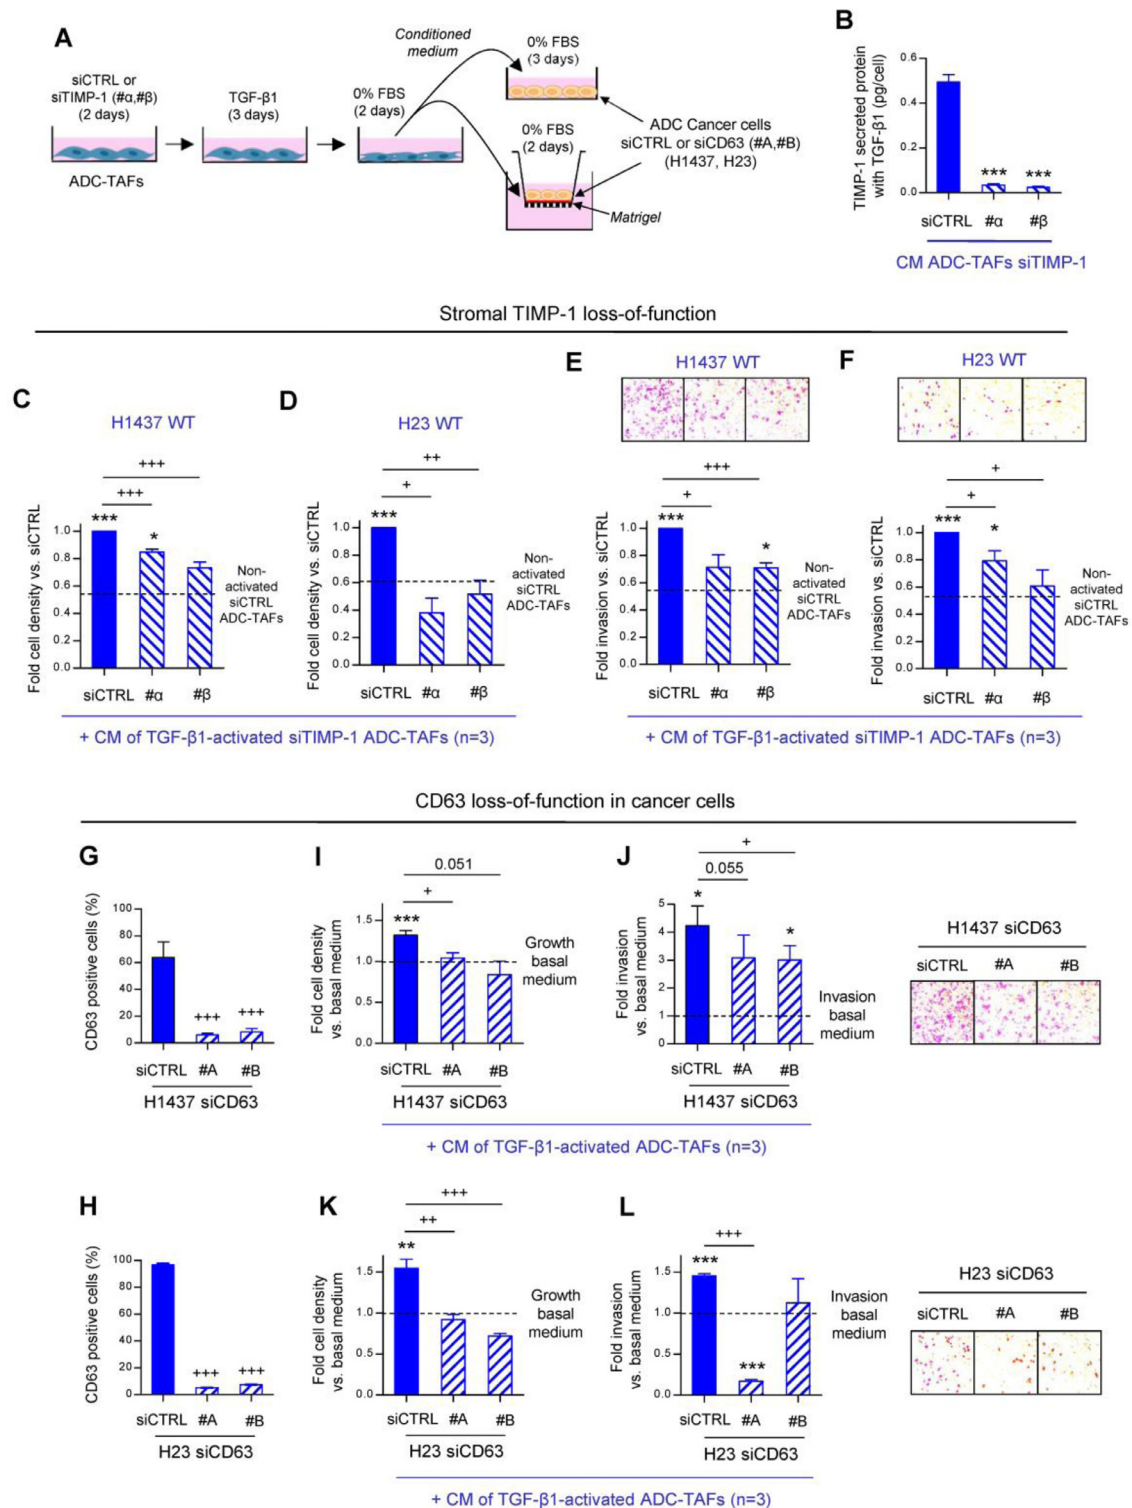 A
siCTRL or
siTIMP-1 (#α,#β)
(2 days)
ADC-TAFs
TGF-β1
(3 days)
0% FBS
(2 days)
Conditioned
medium
0% FBS
(3 days)
0% FBS
(2 days)
ADC Cancer cells
siCTRL or siCD63 (#A,#B)
(H1437, H23)
Matrigel
B
TIMP-1 secreted protein
with TGF-β1 (pg/cell)
0.6
0.4
0.2
0.0
***
***
siCTRL #α #β
CM ADC-TAFs siTIMP-1
Stromal TIMP-1 loss-of-function
C
H1437 WT
+++
+++
***
*
Fold cell density vs. siCTRL
1.0
0.8
0.6
0.4
0.2
0.0
Non-
activated
siCTRL
ADC-TAFs
siCTRL #α #β
D
H23 WT
++
+
***
Fold cell density vs. siCTRL
1.0
0.8
0.6
0.4
0.2
0.0
Non-
activated
siCTRL
ADC-TAFs
siCTRL #α #β
+ CM of TGF-β1-activated siTIMP-1 ADC-TAFs (n=3)
E
H1437 WT
+++
+
***
*
Fold invasion vs. siCTRL
1.0
0.8
0.6
0.4
0.2
0.0
Non-
activated
siCTRL
ADC-TAFs
siCTRL #α #β
F
H23 WT
+
+
***
*
Fold invasion vs. siCTRL
1.0
0.8
0.6
0.4
0.2
0.0
Non-
activated
siCTRL
ADC-TAFs
siCTRL #α #β
+ CM of TGF-β1-activated siTIMP-1 ADC-TAFs (n=3)
CD63 loss-of-function in cancer cells
G
CD63 positive cells (%)
100
80
60
40
20
0
+++
+++
siCTRL #A #B
H1437 siCD63
I
0.051
+
***
Fold cell density
vs. basal medium
1.5
1.0
0.5
0.0
Growth
basal
medium
siCTRL #A #B
H1437 siCD63
J
+
0.055
*
*
Fold invasion
vs. basal medium
5
4
3
2
1
0
Invasion
basal
medium
siCTRL #A #B
H1437 siCD63
H1437 siCD63
siCTRL #A #B
+ CM of TGF-β1-activated ADC-TAFs (n=3)
H
CD63 positive cells (%)
100
80
60
40
20
0
+++
+++
siCTRL #A #B
H23 siCD63
K
+++
++
**
Fold cell density
vs. basal medium
1.5
1.0
0.5
0.0
Growth
basal
medium
siCTRL #A #B
H23 siCD63
L
+++
***
***
Fold invasion
vs. basal medium
1.5
1.0
0.5
0.0
Invasion
basal
medium
siCTRL #A #B
H23 siCD63
H23 siCD63
siCTRL #A #B
+ CM of TGF-β1-activated ADC-TAFs (n=3)